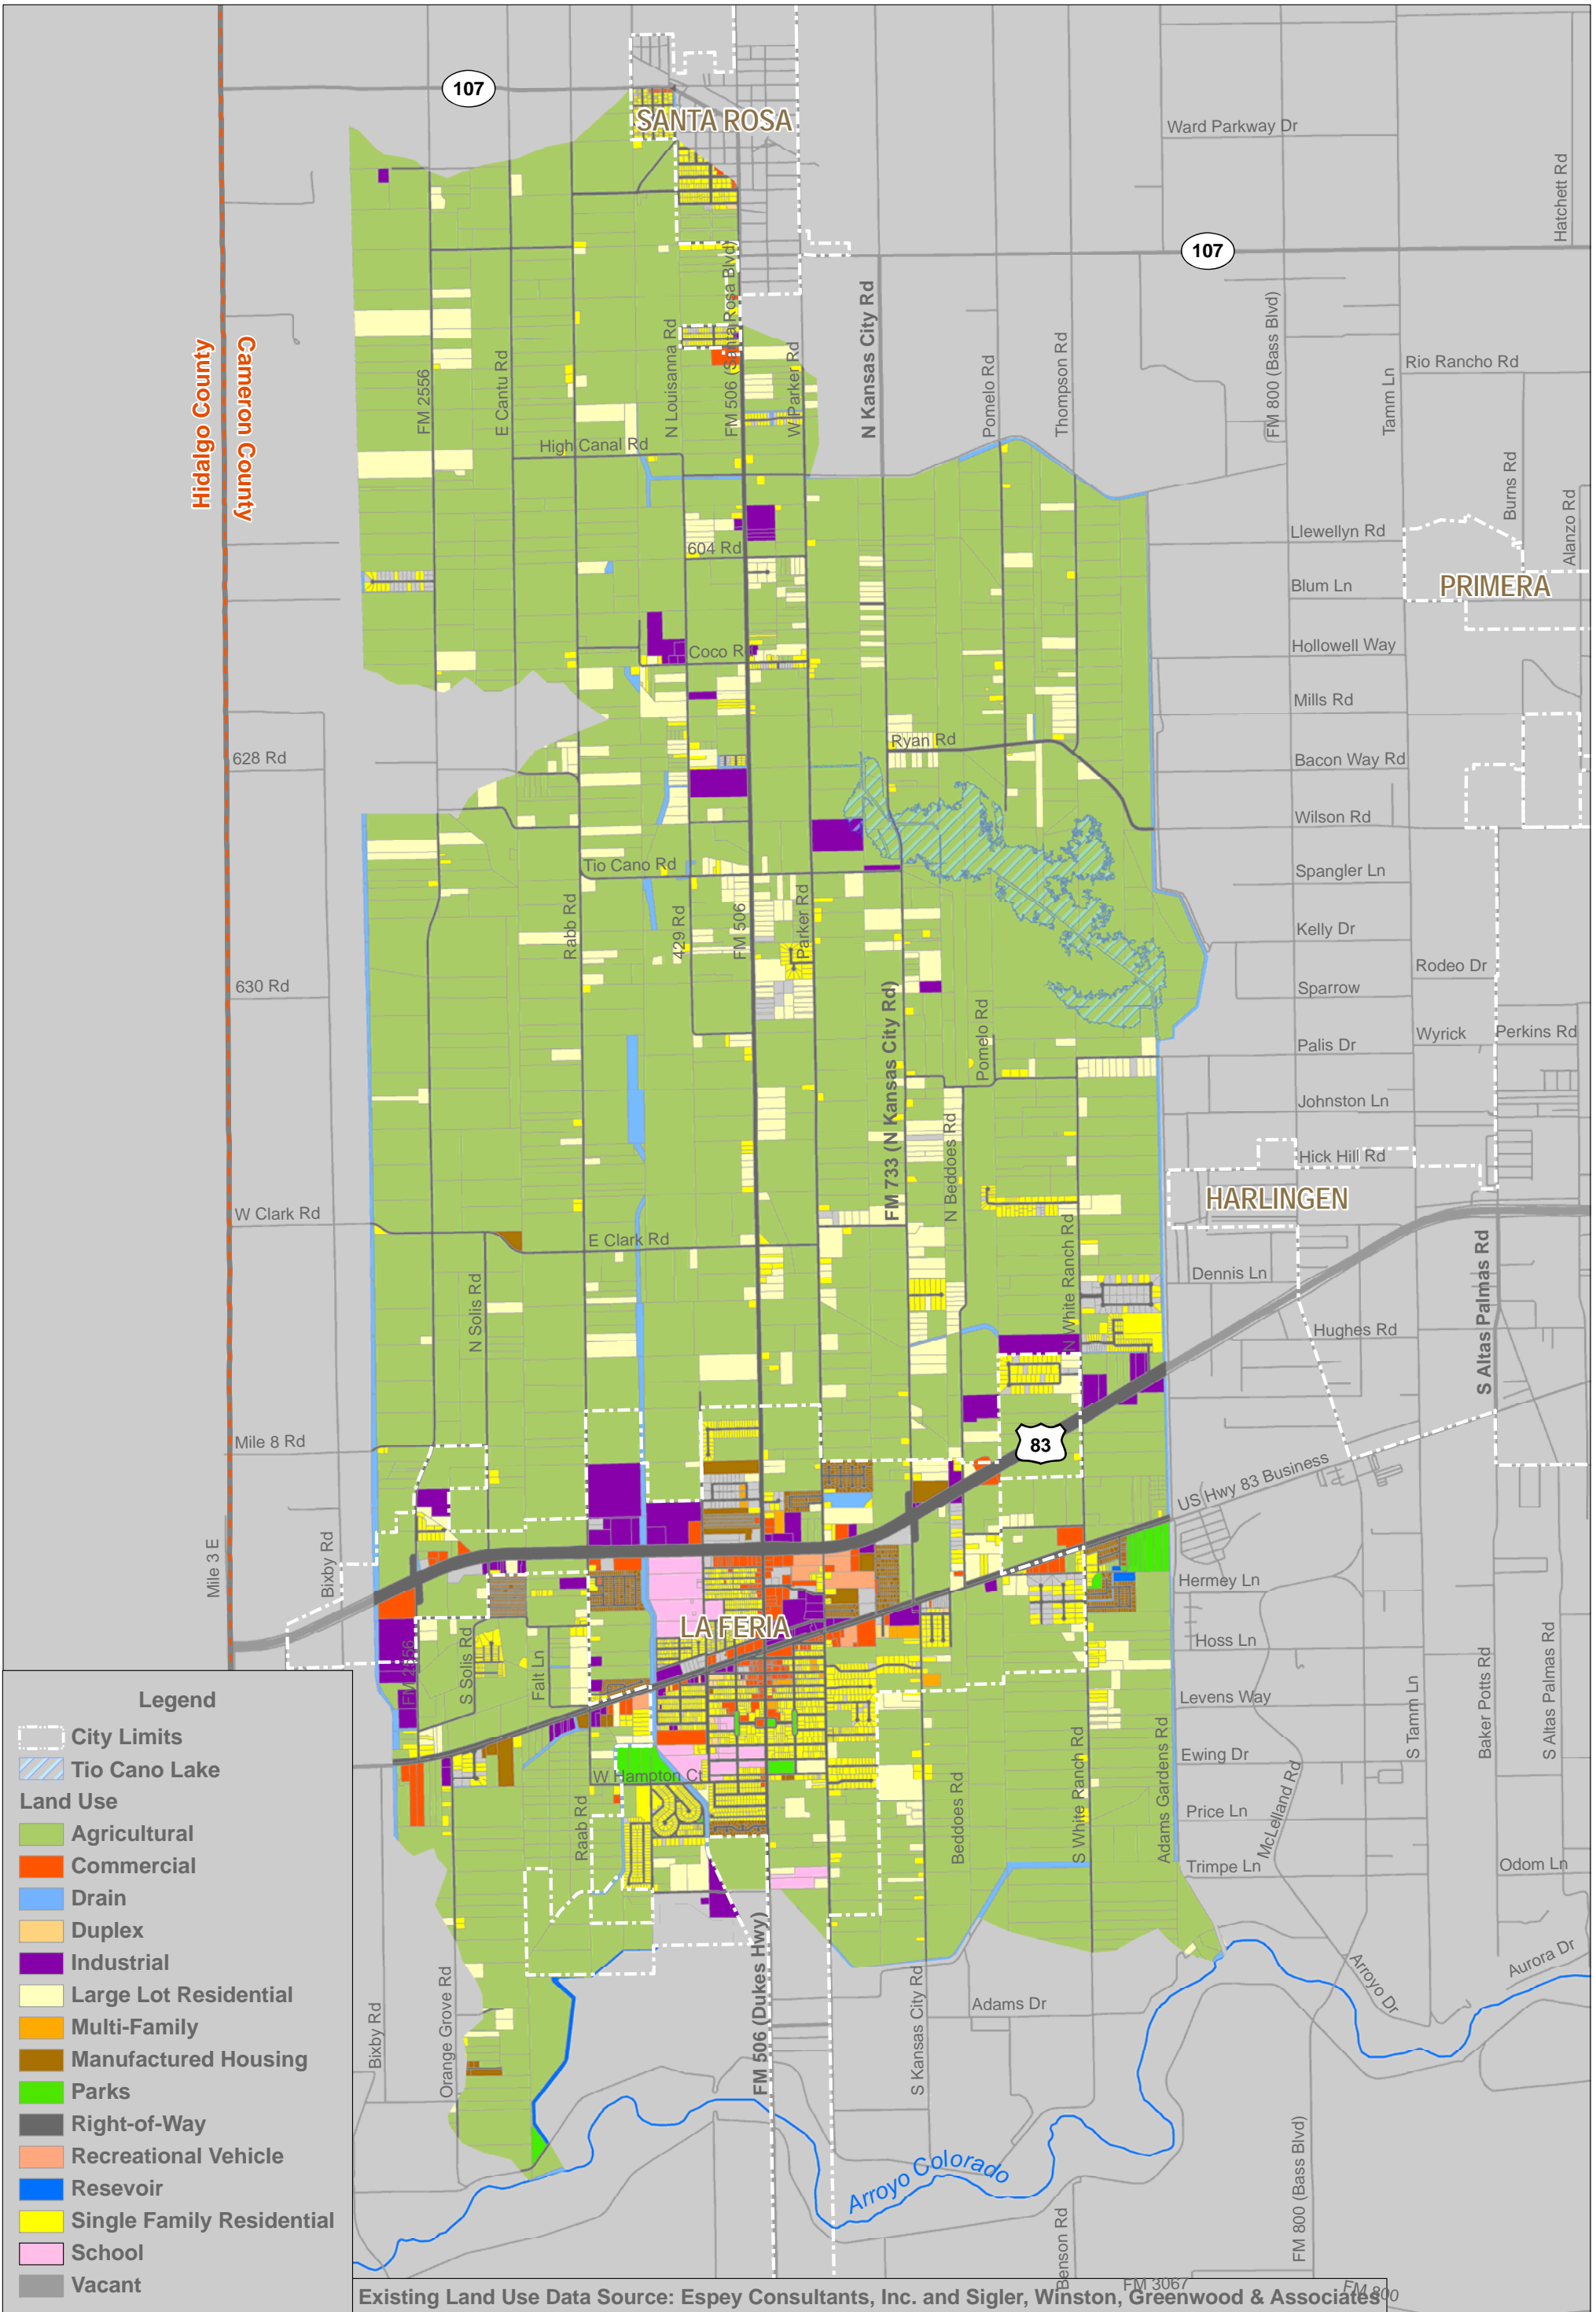 107
SANTA ROSA
Ward Parkway Dr
Hatchett Rd
107
Hidalgo County
Cameron County
FM 2556
E Cantu Rd
N Louisanna Rd
FM 506 (Santa Rosa Blvd)
W Parker Rd
N Kansas City Rd
Pomelo Rd
Thompson Rd
FM 800 (Bass Blvd)
Tamm Ln
Rio Rancho Rd
High Canal Rd
Burns Rd
Alanzo Rd
Llewellyn Rd
604 Rd
PRIMERA
Blum Ln
Hollowell Way
Coco R
Mills Rd
Ryan Rd
628 Rd
Bacon Way Rd
Wilson Rd
Tio Cano Rd
Spangler Ln
Rabb Rd
429 Rd
FM 506
Parker Rd
Kelly Dr
Rodeo Dr
630 Rd
Sparrow
FM 733 (N Kansas City Rd)
Pomelo Rd
Wyrick
Perkins Rd
Palis Dr
Johnston Ln
N Beddoes Rd
Hick Hill Rd
HARLINGEN
W Clark Rd
E Clark Rd
N White Ranch Rd
Dennis Ln
N Solis Rd
Hughes Rd
S Altas Palmas Rd
Mile 8 Rd
83
US Hwy 83 Business
Mile 3 E
Bixby Rd
Hermey Ln
LA FERIA
Hoss Ln
FM 2556
S Solis Rd
Falt Ln
Levens Way
S Tamm Ln
Baker Potts Rd
S Altas Palmas Rd
Ewing Dr
W Hampton Ct
Raab Rd
Beddoes Rd
S White Ranch Rd
Adams Gardens Rd
McLelland Rd
Price Ln
Trimpe Ln
Odom Ln
Orange Grove Rd
Bixby Rd
FM 506 (Dukes Hwy)
S Kansas City Rd
Adams Dr
Arroyo Dr
Aurora Dr
Arroyo Colorado
Benson Rd
FM 800 (Bass Blvd)
FM 3067
FM 800
Legend
City Limits
Tio Cano Lake
Land Use
Agricultural
Commercial
Drain
Duplex
Industrial
Large Lot Residential
Multi-Family
Manufactured Housing
Parks
Right-of-Way
Recreational Vehicle
Resevoir
Single Family Residential
School
Vacant
Existing Land Use Data Source: Espey Consultants, Inc. and Sigler, Winston, Greenwood & Associates